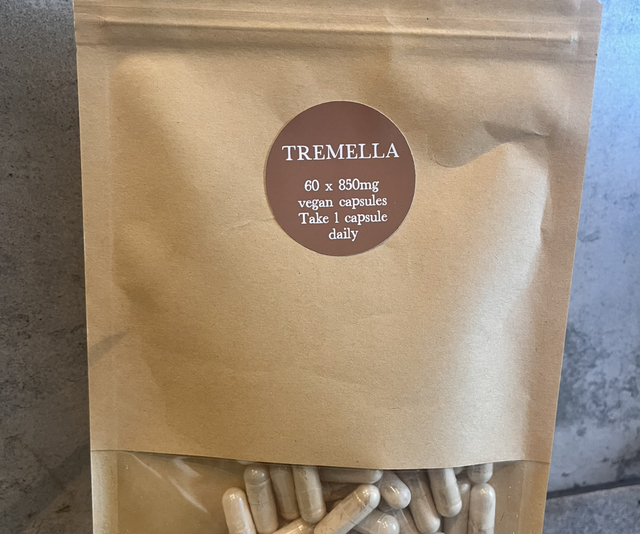 TREMELLA
60 x 850mg
vegan capsules
Take 1 capsule
daily